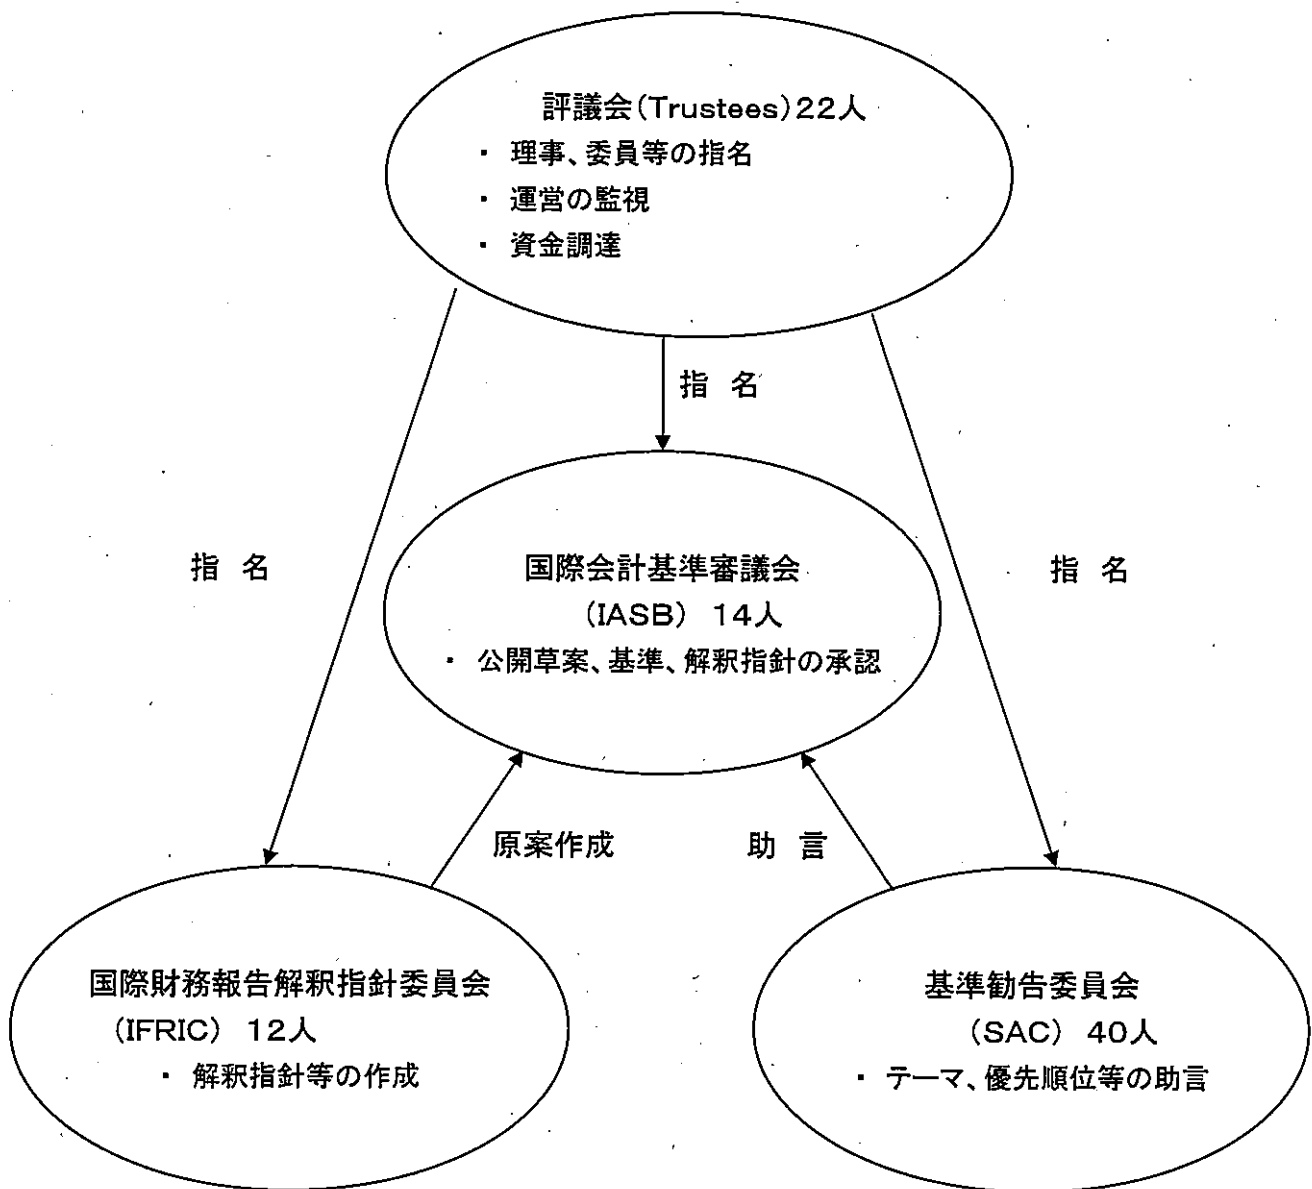 評議会(Trustees)22人
・ 理事、委員等の指名
・ 運営の監視
・ 資金調達
指 名
指 名
指 名
国際会計基準審議会
(IASB) 14人
・ 公開草案、基準、解釈指針の承認
原案作成
助 言
国際財務報告解釈指針委員会
(IFRIC) 12人
・ 解釈指針等の作成
基準勧告委員会
(SAC) 40人
・ テーマ、優先順位等の助言